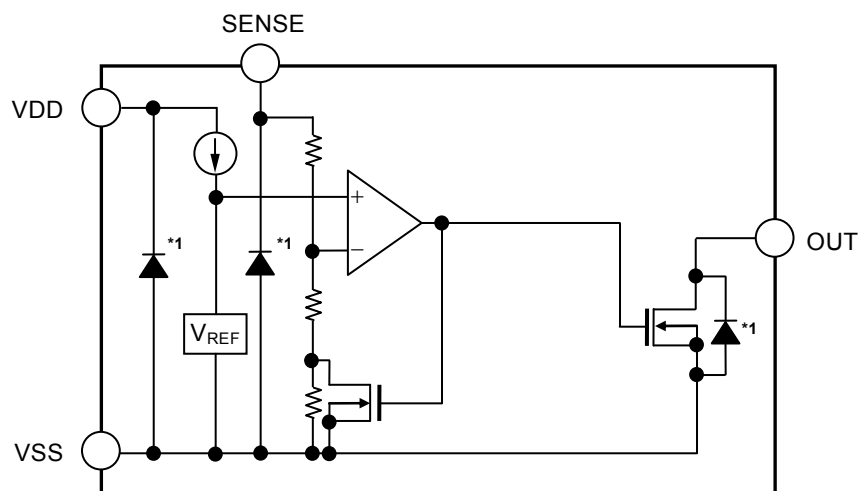 SENSE
VDD
+
*1
*1
−
OUT
VREF
*1
VSS